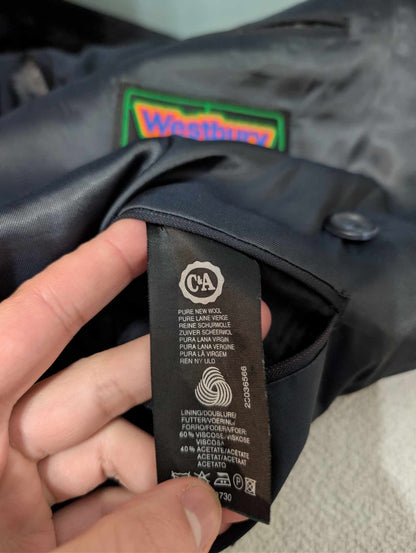 Westbury
C&A
PURE NEW WOOL
PURE LAINE VIERGE
REINE SCHURWOLLE
ZUIVER SCHEERWOL
PURA LANA VIRGIN
PURA LANA VERGINE
PURA LÃ VIRGEM
REN NY ULD
23036566
LINING/DOUBLURE/
FUTTER/VOERING/
FORRO/FODERA/FOER:
60% VISCOSE/VISKOSE
VISCOSA
40% ACETATE/ACETATE
ACETAT/ACETAAT
ACETATO
P